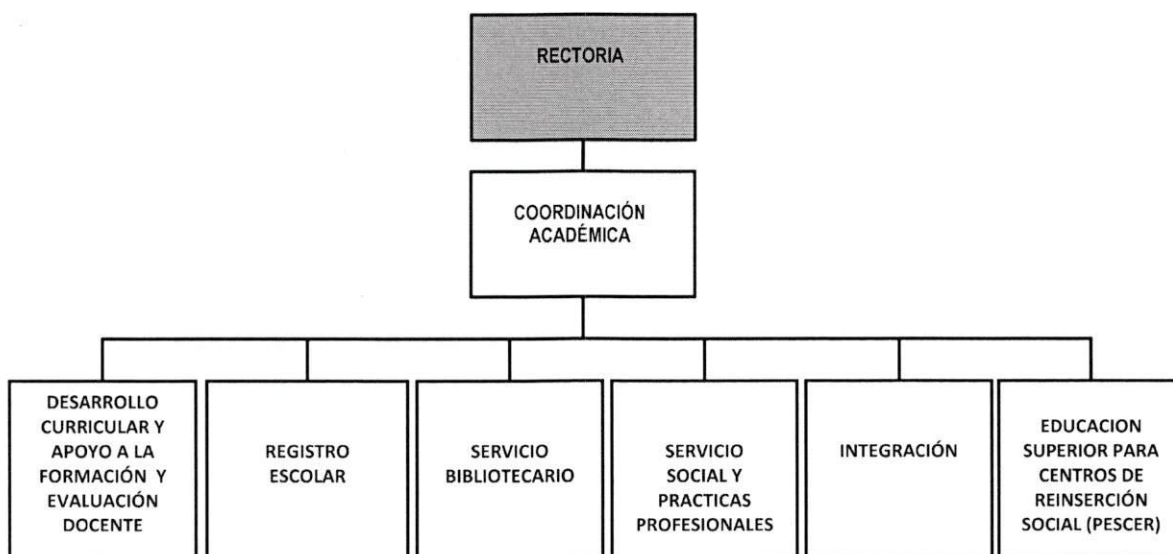 RECTORIA
COORDINACIÓN
ACADÉMICA
DESARROLLO
CURRICULAR Y
APOYO A LA
FORMACIÓN Y
EVALUACIÓN
DOCENTE
REGISTRO
ESCOLAR
SERVICIO
BIBLIOTECARIO
SERVICIO
SOCIAL Y
PRACTICAS
PROFESIONALES
INTEGRACIÓN
EDUCACION
SUPERIOR PARA
CENTROS DE
REINSERCIÓN
SOCIAL (PESCER)